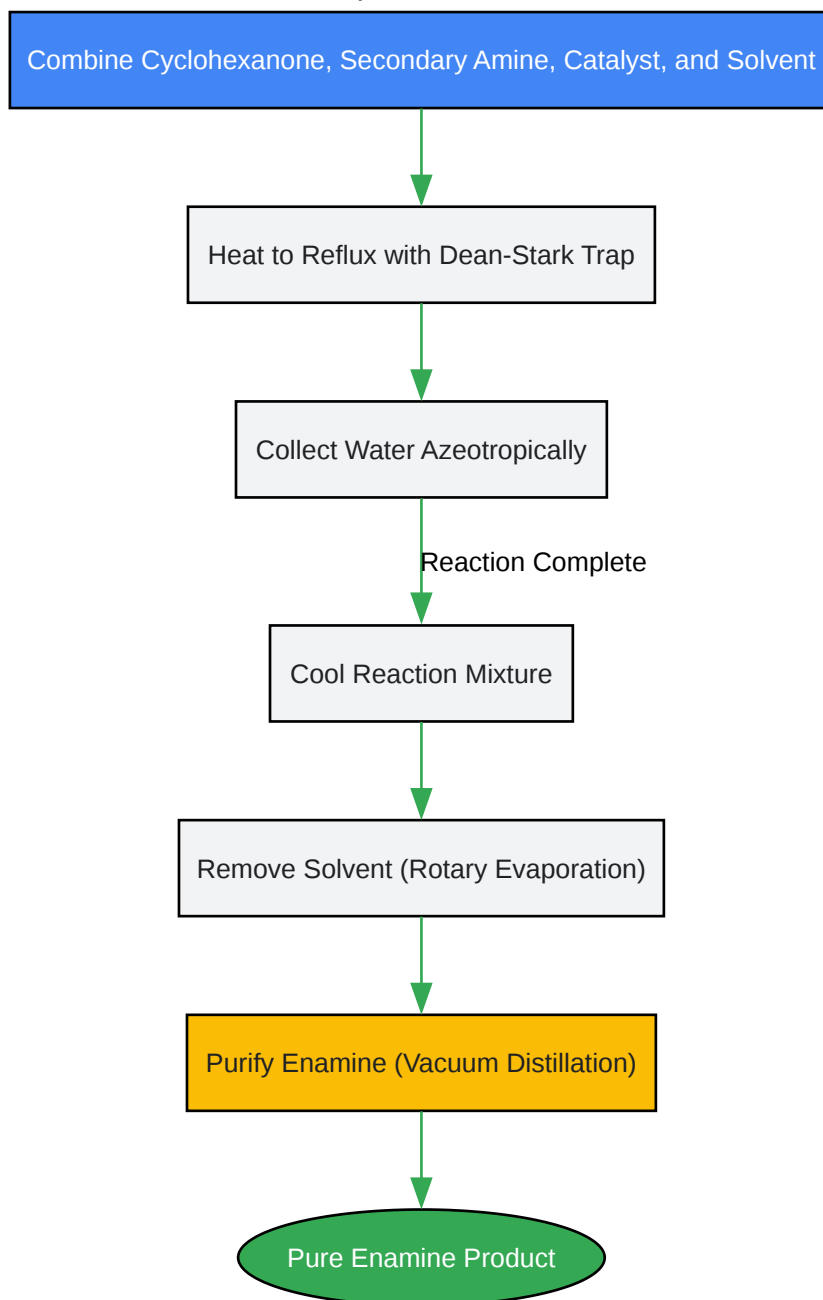 Combine Cyclohexanone, Secondary Amine, Catalyst, and Solvent
Heat to Reflux with Dean-Stark Trap
Collect Water Azeotropically
Reaction Complete
Cool Reaction Mixture
Remove Solvent (Rotary Evaporation)
Purify Enamine (Vacuum Distillation)
Pure Enamine Product